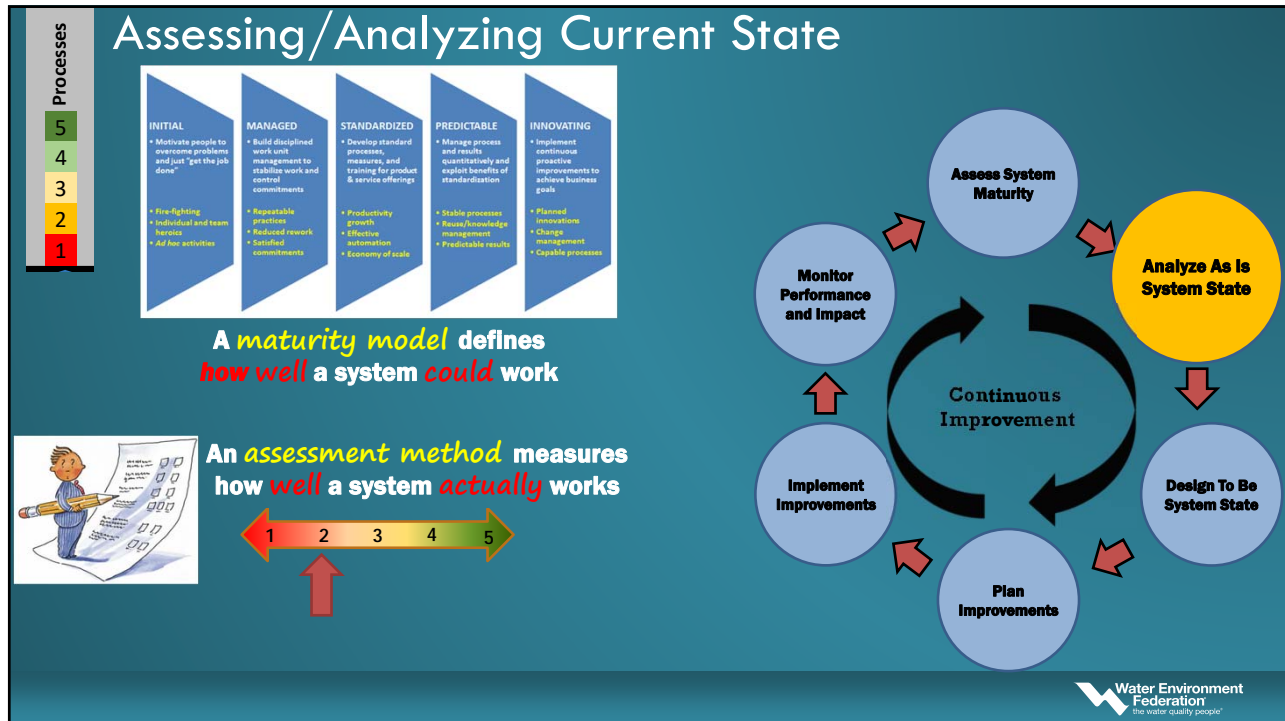 Assessing/Analyzing Current State
Processes
5
4
3
2
1
INITIAL
• Motivate people to
overcome problems
and just "get the job
done"
• Fire-fighting
• Individual and team
heroics
• Ad hoc activities
MANAGED
• Build disciplined
work unit
management to
stabilize work and
control
commitments
• Repeatable
practices
• Reduced rework
• Satisfied
commitments
STANDARDIZED
• Develop standard
processes,
measures, and
training for product
& service offerings
• Productivity
growth
• Effective
automation
• Economy of scale
PREDICTABLE
• Manage process
and results
quantitatively and
exploit benefits of
standardization
• Stable processes
• Reuse/knowledge
management
• Predictable results
INNOVATING
• Implement
continuous
proactive
improvements to
achieve business
goals
• Planned
innovations
• Change
management
• Capable processes
A maturity model defines
how well a system could work
An assessment method measures
how well a system actually works
1 2 3 4 5
Assess System
Maturity
Analyze As Is
System State
Design To Be
System State
Plan
Improvements
Implement
Improvements
Monitor
Performance
and Impact
Continuous
Improvement
Water Environment
Federation
the water quality people®